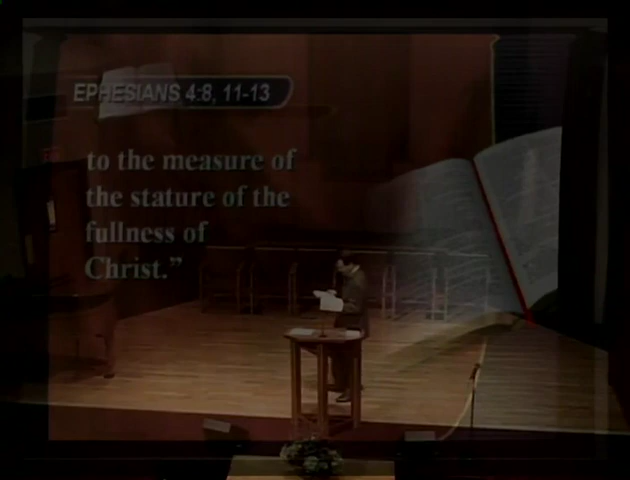 EPHESIANS 4:8, 11-13
to the measure of
the stature of the
fullness of
Christ.”